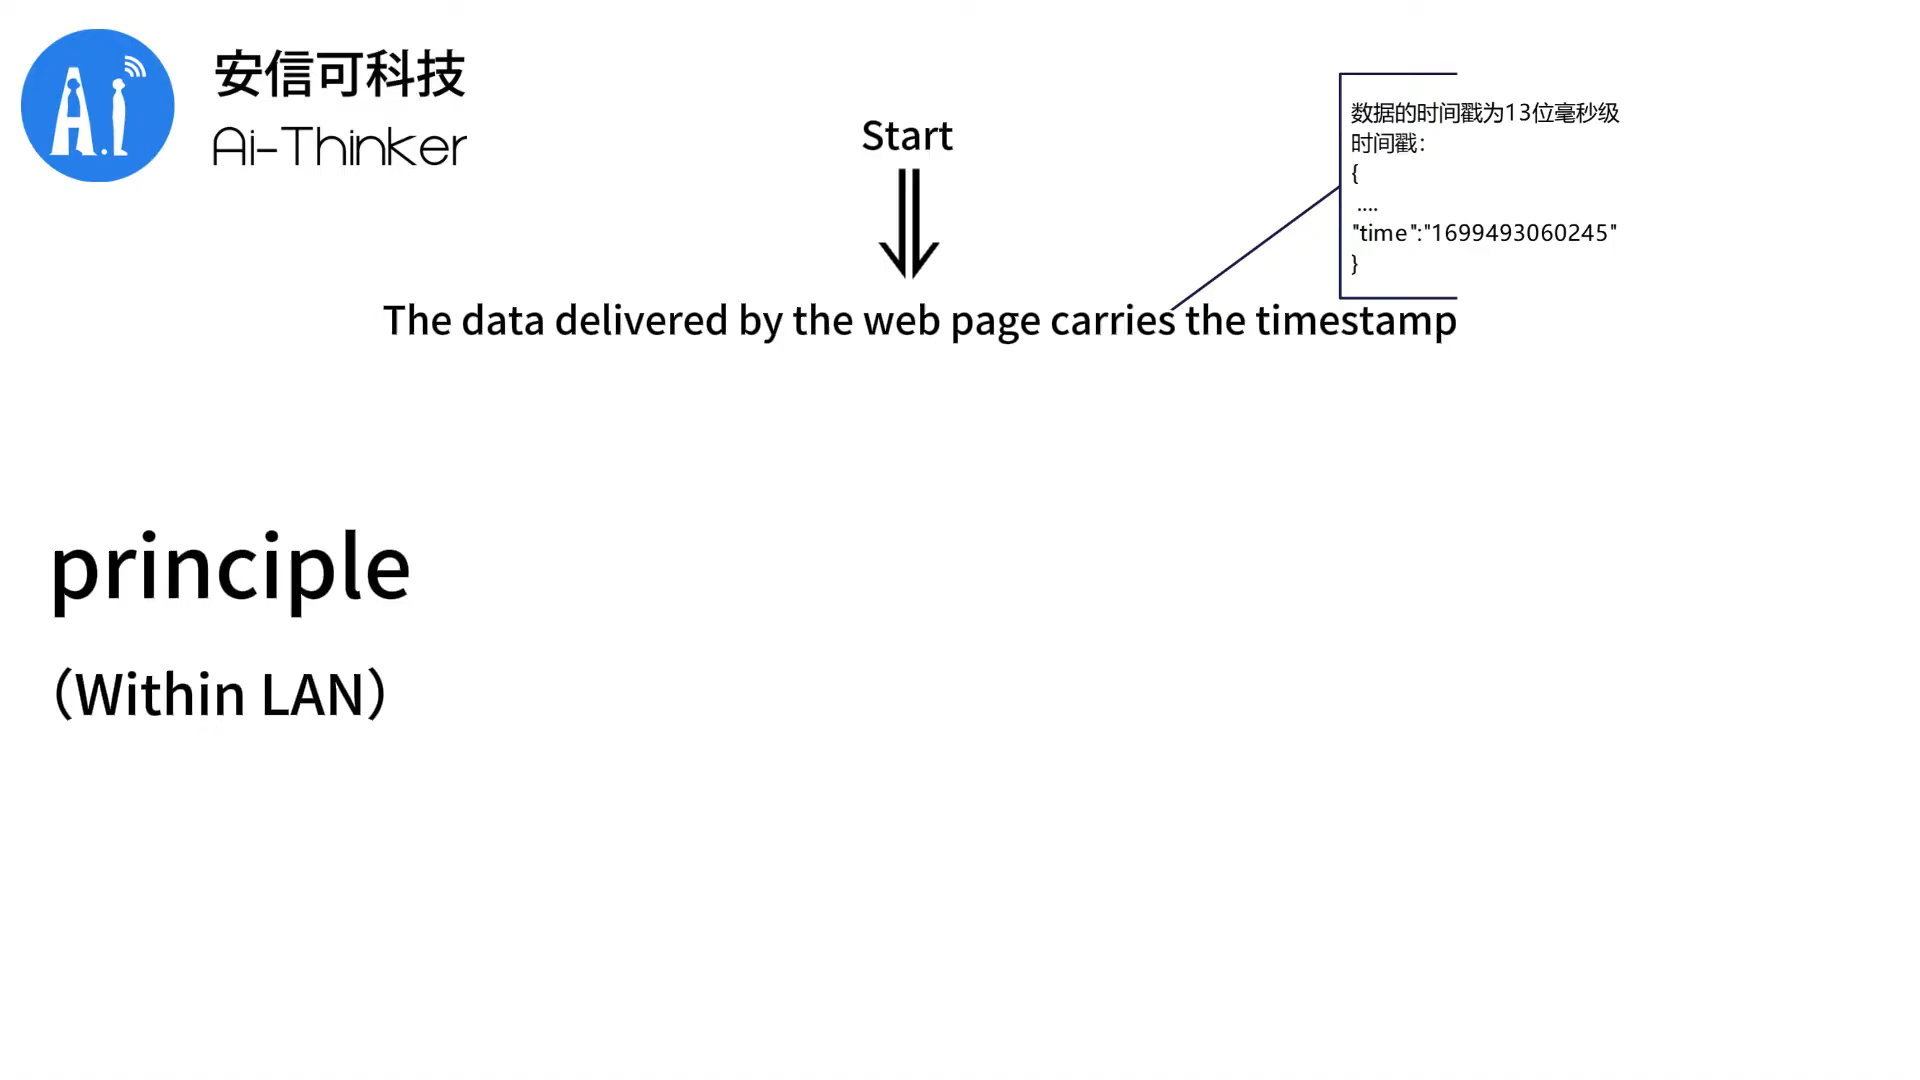 Ai
安信可科技
Ai-Thinker
Start
数据的时间戳为13位毫秒级
时间戳：
{
....
"time":"1699493060245"
}
The data delivered by the web page carries the timestamp
principle
（Within LAN）